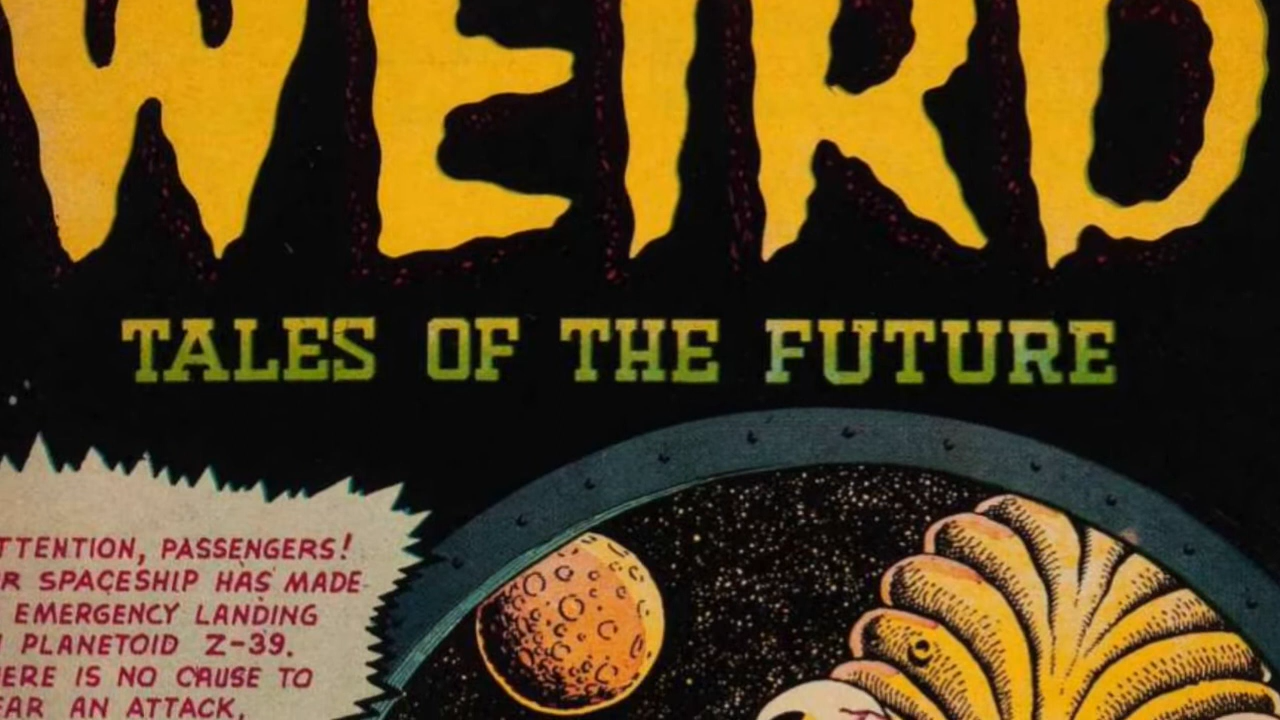 WEIRD
TALES OF THE FUTURE
TTENTION, PASSENGERS!
R SPACESHIP HAS MADE
EMERGENCY LANDING
PLANETOID Z-39.
ERE IS NO CAUSE TO
EAR AN ATTACK,